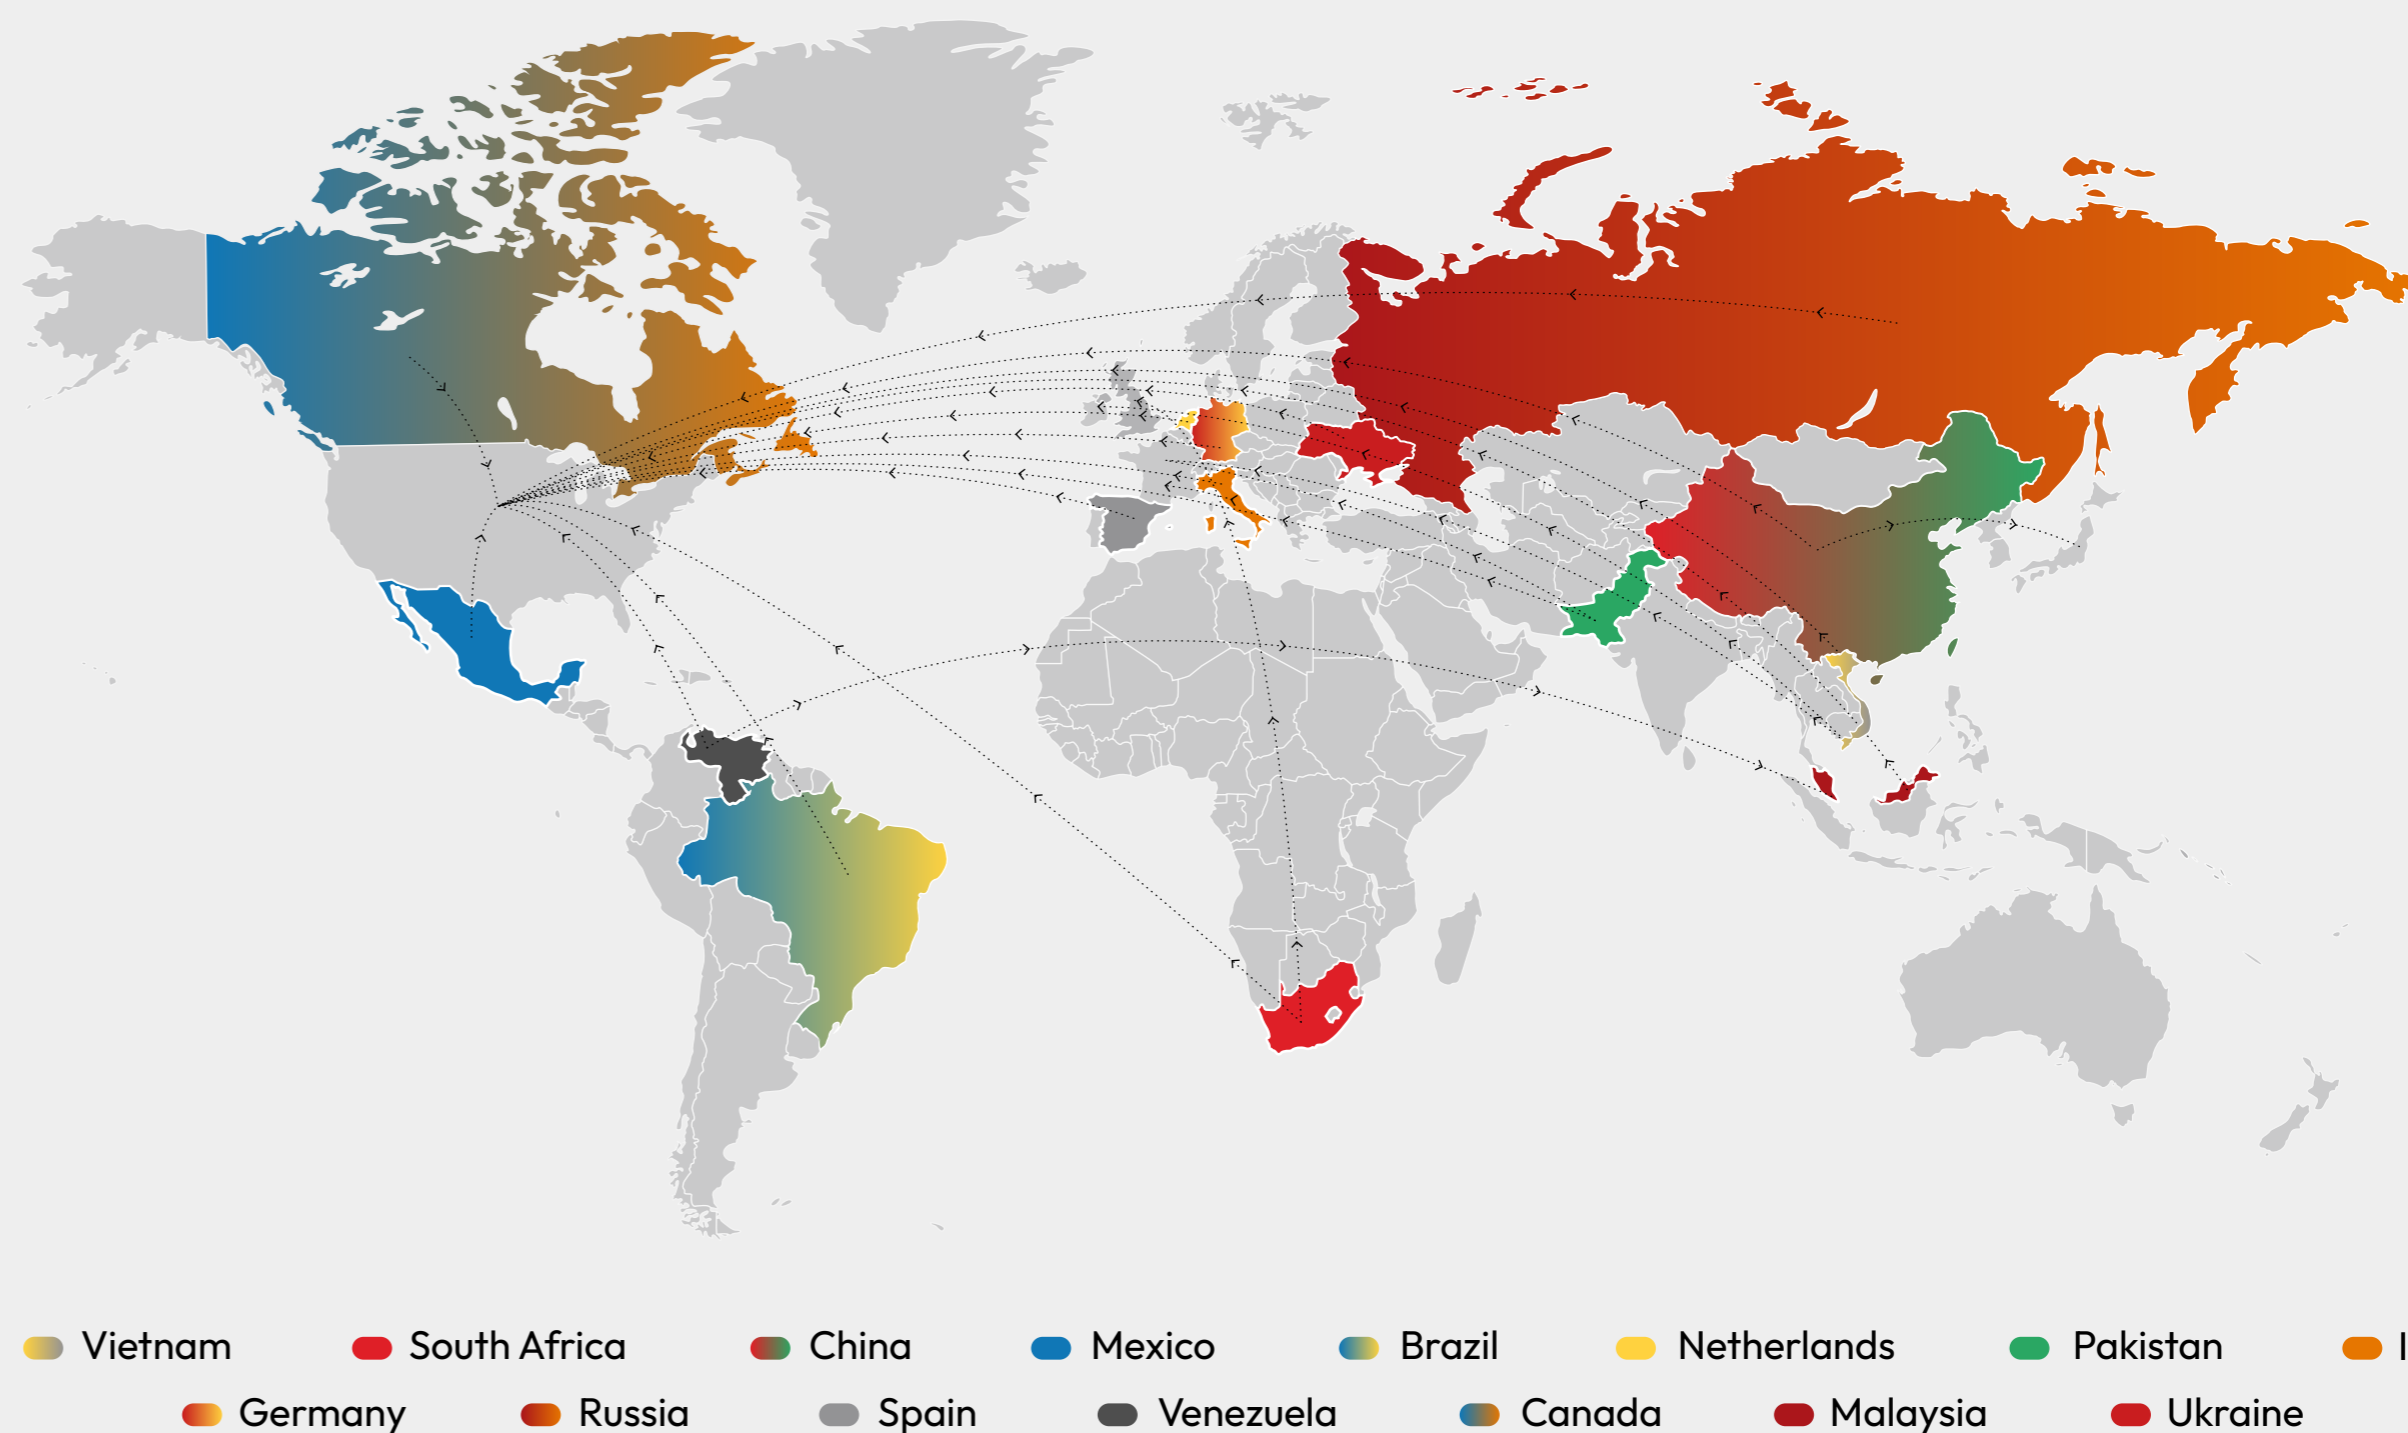 Vietnam South Africa China Mexico Brazil Netherlands Pakistan
Germany Russia Spain Venezuela Canada Malaysia Ukraine